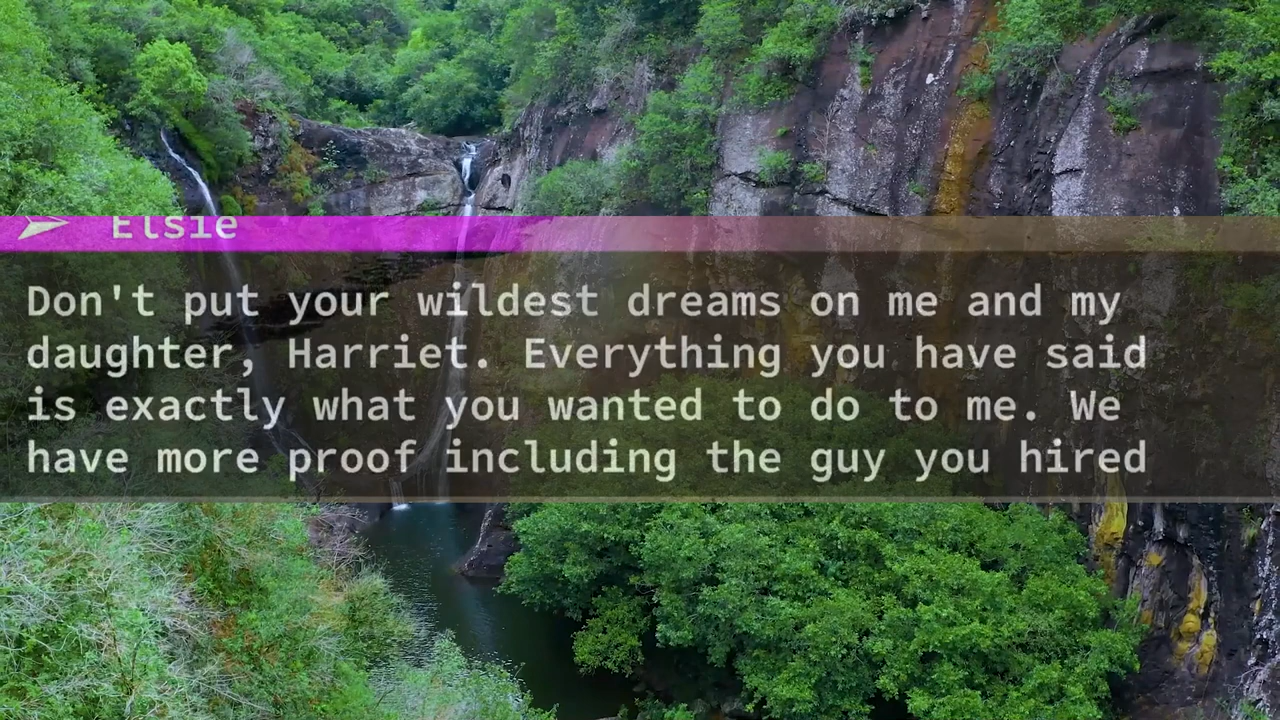 Elsie
Don't put your wildest dreams on me and my
daughter, Harriet. Everything you have said
is exactly what you wanted to do to me. We
have more proof including the guy you hired